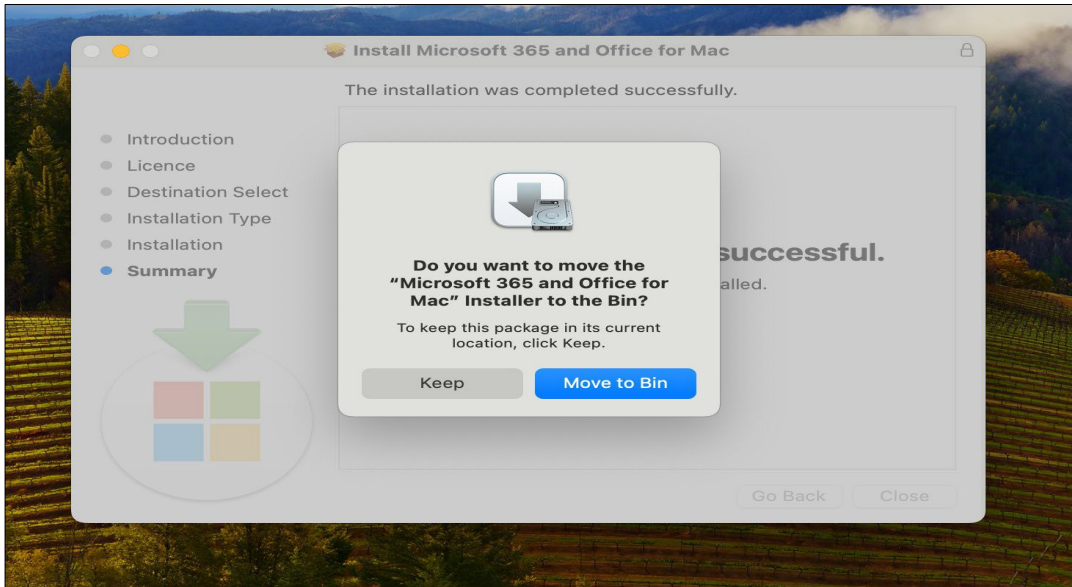 Install Microsoft 365 and Office for Mac
The installation was completed successfully.
Introduction
Licence
Destination Select
Installation Type
Installation
Summary
successful.
alled.
Do you want to move the
“Microsoft 365 and Office for
Mac” Installer to the Bin?
To keep this package in its current
location, click Keep.
Keep
Move to Bin
Go Back
Close